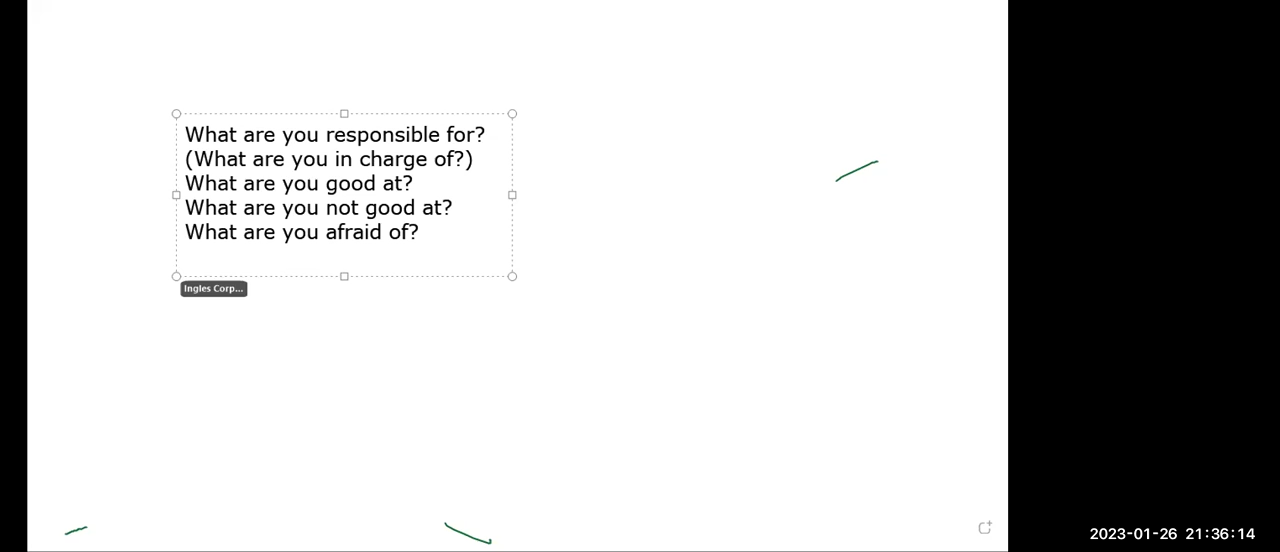 What are you responsible for?
(What are you in charge of?)
What are you good at?
What are you not good at?
What are you afraid of?
Ingles Corp...
2023-01-26 21:36:14